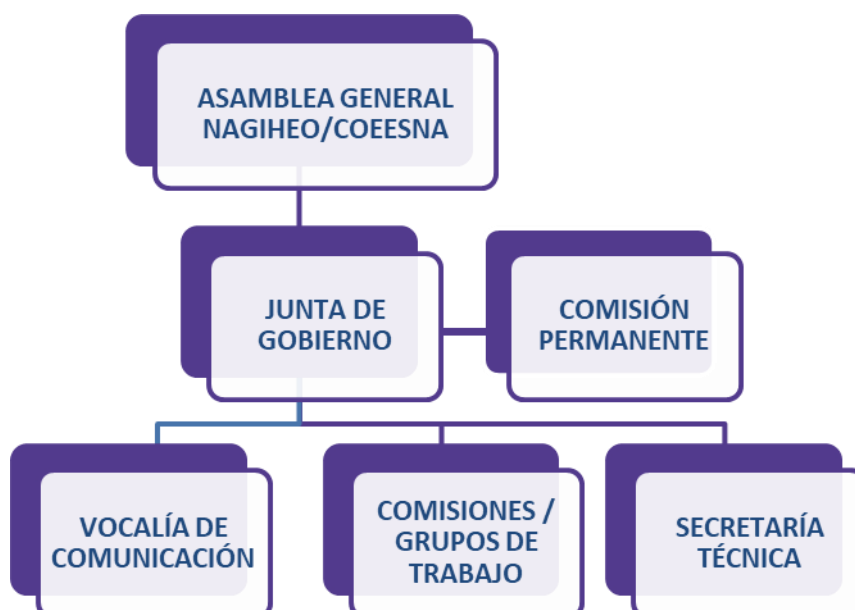 ASAMBLEA GENERAL
NAGIHEO/COEESNA
JUNTA DE
GOBIERNO
COMISIÓN
PERMANENTE
VOCALÍA DE
COMUNICACIÓN
COMISIONES /
GRUPOS DE
TRABAJO
SECRETARÍA
TÉCNICA